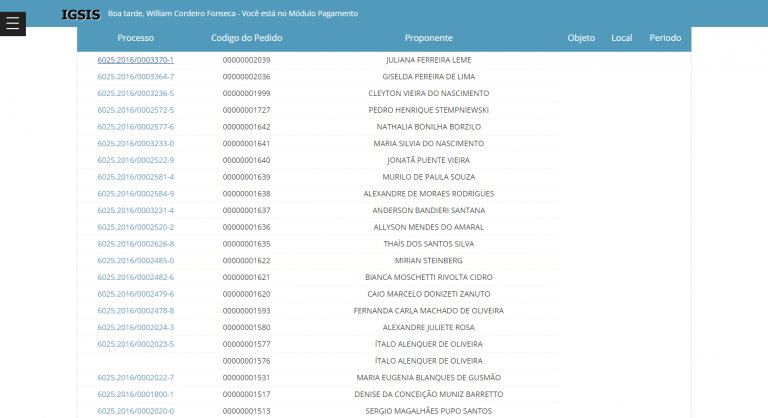 IGSIS Boa tarde, William Cordeiro Fonseca - Você está no Módulo Pagamento
Processo Codigo do Pedido Proponente Objeto Local Periodo
6025.2016/0003370-1 00000002039 JULIANA FERREIRA LEME
6025.2016/0003364-7 00000002036 GISELDA PEREIRA DE LIMA
6025.2016/0003236-5 00000001999 CLEYTON VIEIRA DO NASCIMENTO
6025.2016/0002572-5 00000001727 PEDRO HENRIQUE STEMPNIEWSKI
6025.2016/0002577-6 00000001642 NATHALIA BONILHA BORZILO
6025.2016/0003233-0 00000001641 MARIA SILVIA DO NASCIMENTO
6025.2016/0002522-9 00000001640 JONATÃ PUENTE VIEIRA
6025.2016/0002581-4 00000001639 MURILO DE PAULA SOUZA
6025.2016/0002584-9 00000001638 ALEXANDRE DE MORAES RODRIGUES
6025.2016/0003231-4 00000001637 ANDERSON BANDIERI SANTANA
6025.2016/0002520-2 00000001636 ALLYSON MENDES DO AMARAL
6025.2016/0002626-8 00000001635 THAÍS DOS SANTOS SILVA
6025.2016/0002485-0 00000001622 MIRIAN STEINBERG
6025.2016/0002482-6 00000001621 BIANCA MOSCHETTI RIVOLTA CIDRO
6025.2016/0002479-6 00000001620 CAIO MARCELO DONIZETI ZANUTO
6025.2016/0002478-8 00000001593 FERNANDA CARLA MACHADO DE OLIVEIRA
6025.2016/0002024-3 00000001580 ALEXANDRE JULIETE ROSA
6025.2016/0002023-5 00000001577 ÍTALO ALENQUER DE OLIVEIRA
00000001576 ÍTALO ALENQUER DE OLIVEIRA
6025.2016/0002022-7 00000001531 MARIA EUGENIA BLANQUES DE GUSMÃO
6025.2016/0001800-1 00000001517 DENISE DA CONCEIÇÃO MUNIZ BARRETTO
6025.2016/0002020-0 00000001513 SERGIO MAGALHÃES PUPO SANTOS